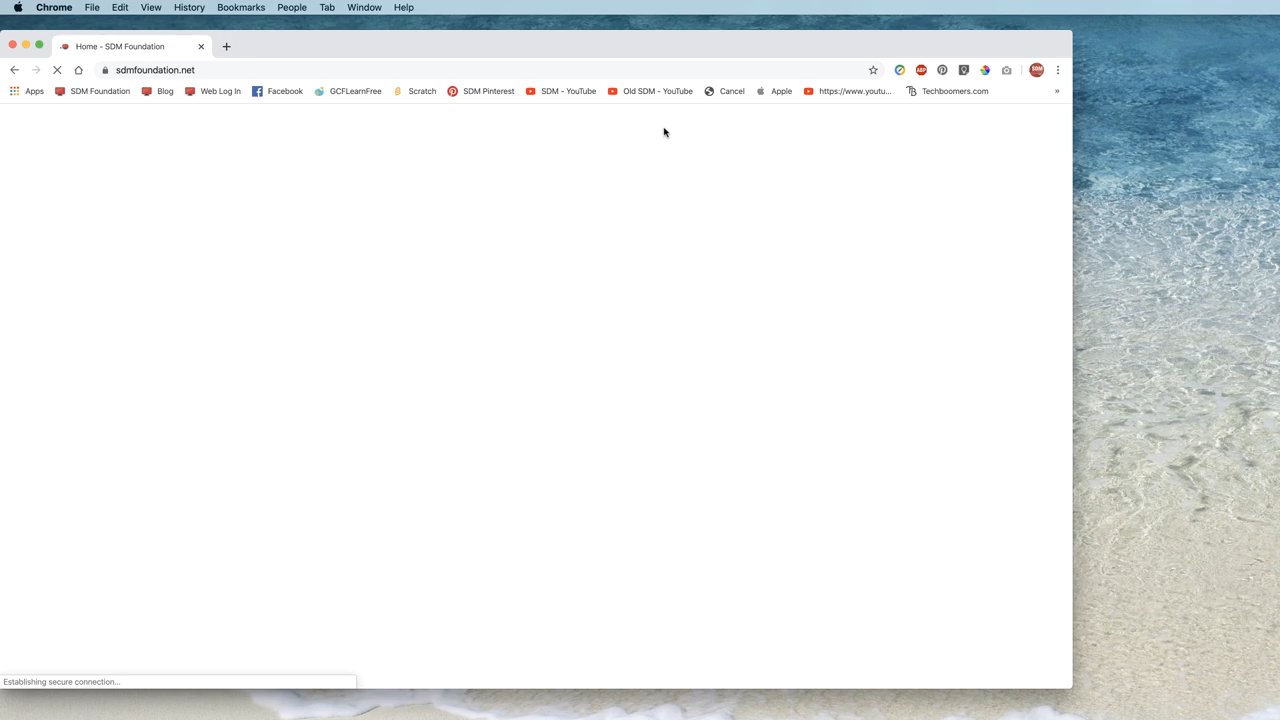 Chrome File Edit View History Bookmarks People Tab Window Help
Home - SDM Foundation
sdmfoundation.net
ABP
SDM
Apps SDM Foundation Blog Web Log In Facebook GCFLearnFree Scratch SDM Pinterest SDM - YouTube Old SDM - YouTube Cancel Apple https://www.youtu... Techboomers.com »
Establishing secure connection...